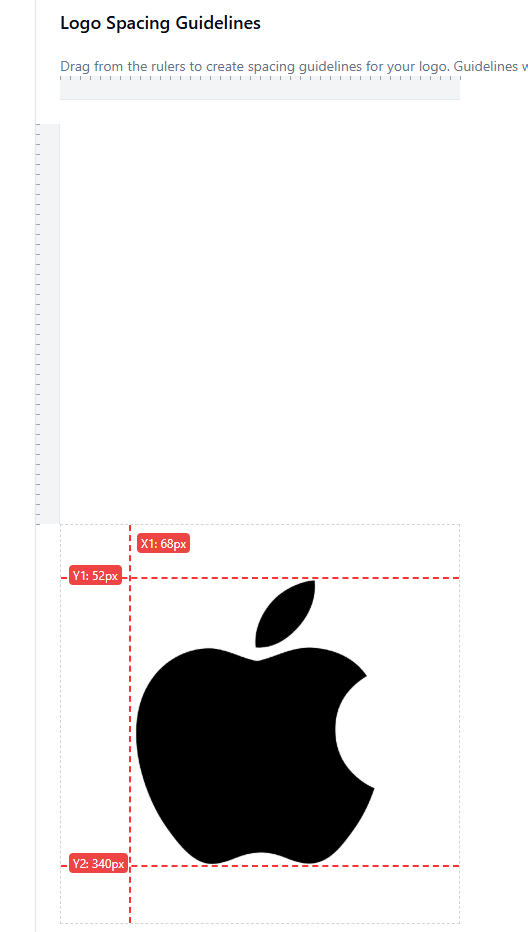 Logo Spacing Guidelines
Drag from the rulers to create spacing guidelines for your logo. Guidelines
X1: 68px
Y1: 52px
Y2: 340px